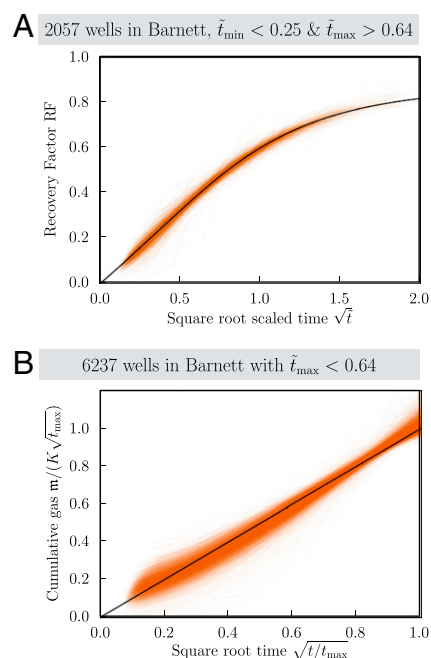 A
2057 wells in Barnett, t̃min < 0.25 & t̃max > 0.64
Recovery Factor RF
1.0
0.8
0.6
0.4
0.2
0.0
0.0 0.5 1.0 1.5 2.0
Square root scaled time √t̃
B
6237 wells in Barnett with t̃max < 0.64
Cumulative gas 𝔪/(K√tmax)
1.0
0.8
0.6
0.4
0.2
0.0
0.0 0.2 0.4 0.6 0.8 1.0
Square root time √t/tmax